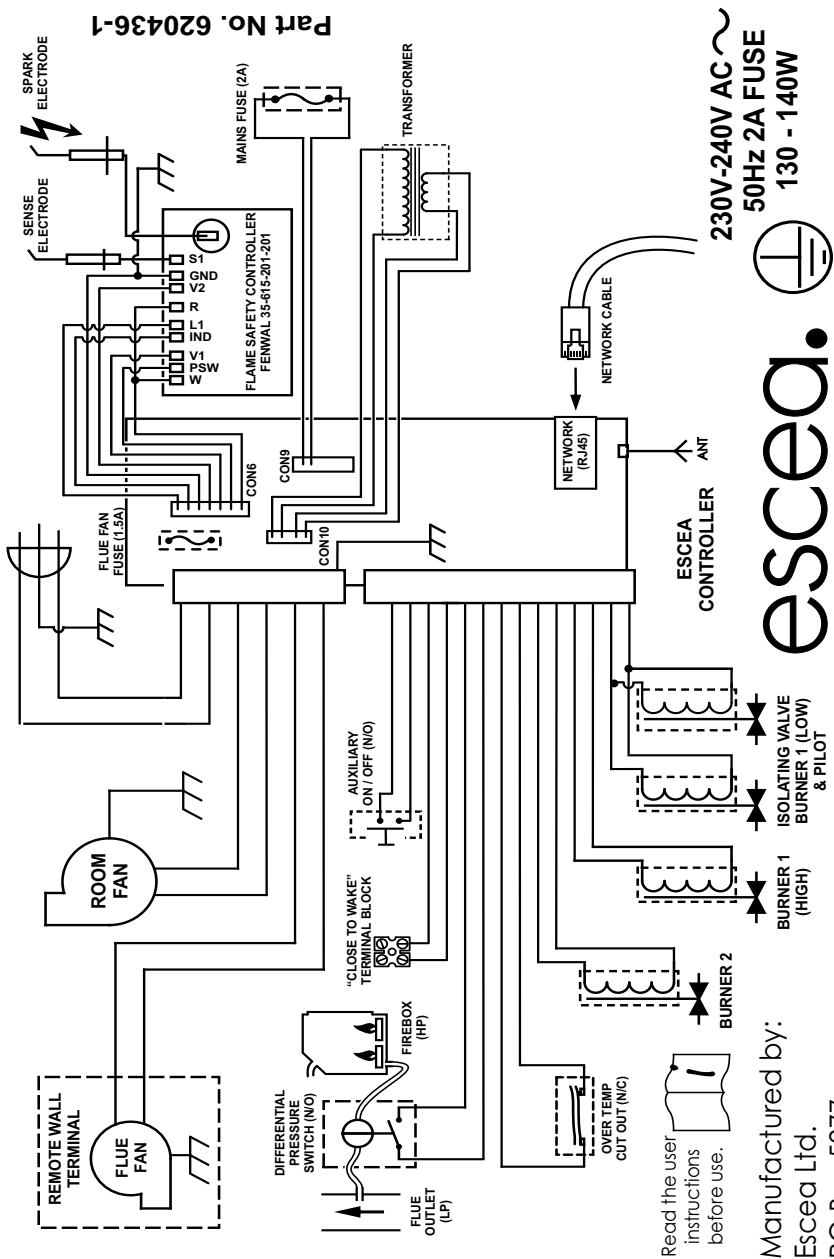 Part No. 620436-1
REMOTE WALL
TERMINAL
FLUE
FAN
ROOM
FAN
FLUE FAN
FUSE (1.5A)
SENSE
ELECTRODE
SPARK
ELECTRODE
S1
GND
V2
R
L1
IND
V1
PSW
W
FLAME SAFETY CONTROLLER
FENWAL 35-615-201-201
MAINS FUSE (2A)
TRANSFORMER
CON6
CON9
CON10
DIFFERENTIAL
PRESSURE
SWITCH (N/O)
FLUE
OUTLET
(LP)
FIREBOX
(HP)
"CLOSE TO WAKE"
TERMINAL BLOCK
AUXILIARY
ON / OFF (N/O)
NETWORK
(RJ45)
NETWORK CABLE
ANT
ESCEA
CONTROLLER
OVER TEMP
CUT OUT (N/C)
BURNER 2
BURNER 1
(HIGH)
ISOLATING VALVE
BURNER 1 (LOW)
& PILOT
Read the user
instructions
before use.
Manufactured by:
Escea Ltd.
escea.
230V-240V AC
50Hz 2A FUSE
130 - 140W